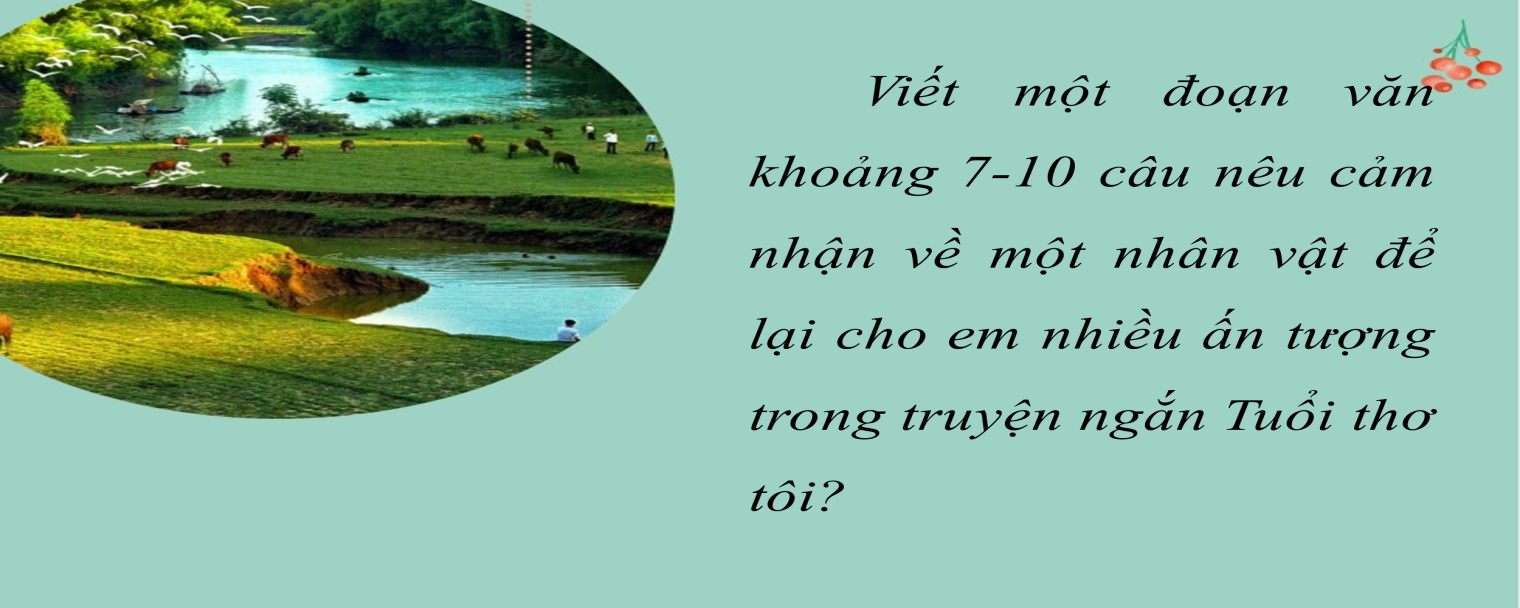 Viết một đoạn văn
khoảng 7-10 câu nêu cảm
nhận về một nhân vật để
lại cho em nhiều ấn tượng
trong truyện ngắn Tuổi thơ
tôi?